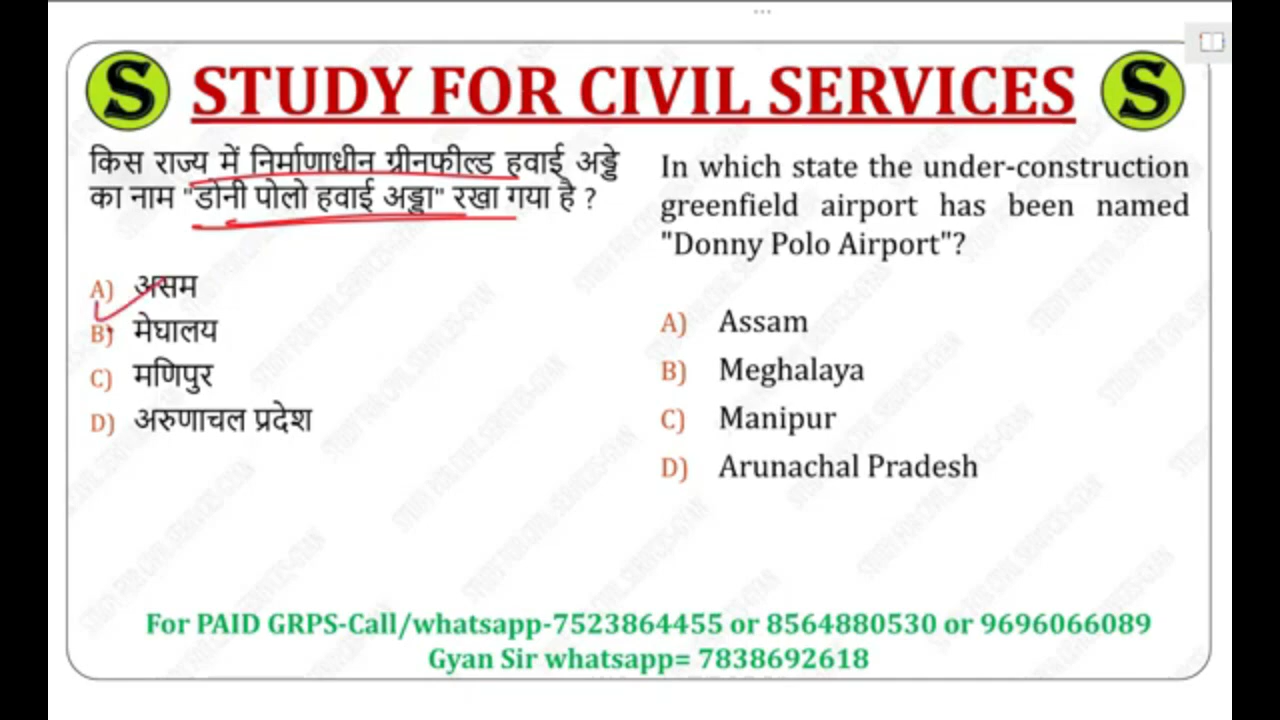 S STUDY FOR CIVIL SERVICES S
किस राज्य में निर्माणाधीन ग्रीनफील्ड हवाई अड्डे
का नाम "डोनी पोलो हवाई अड्डा" रखा गया है ?
A) असम
B) मेघालय
C) मणिपुर
D) अरुणाचल प्रदेश
In which state the under-construction
greenfield airport has been named
"Donny Polo Airport"?
A) Assam
B) Meghalaya
C) Manipur
D) Arunachal Pradesh
For PAID GRPS-Call/whatsapp-7523864455 or 8564880530 or 9696066089
Gyan Sir whatsapp= 7838692618